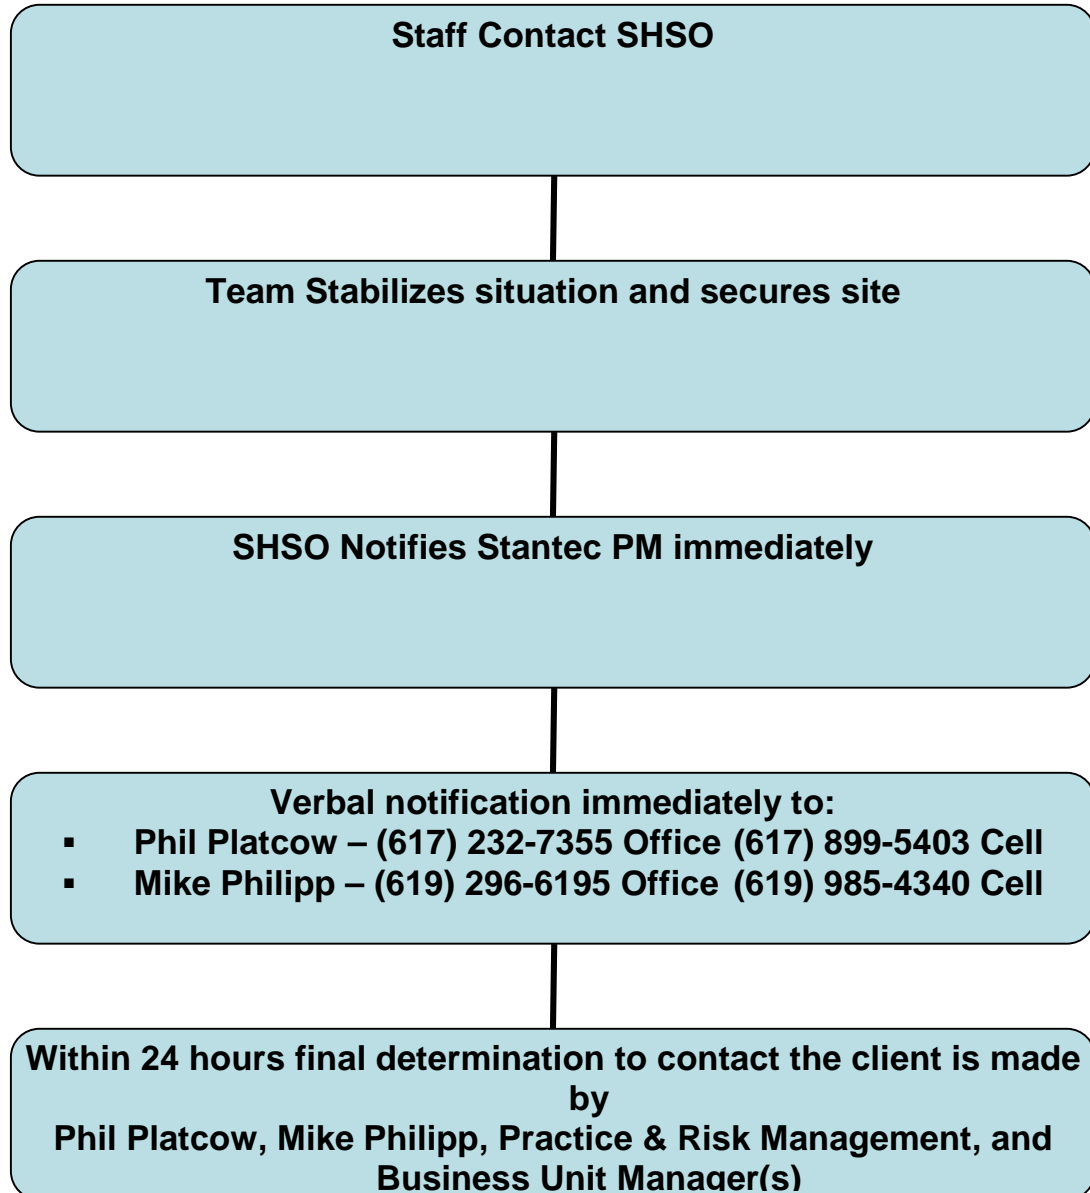 Staff Contact SHSO
Team Stabilizes situation and secures site
SHSO Notifies Stantec PM immediately
Verbal notification immediately to:
▪ Phil Platcow – (617) 232-7355 Office (617) 899-5403 Cell
▪ Mike Philipp – (619) 296-6195 Office (619) 985-4340 Cell
Within 24 hours final determination to contact the client is made
by
Phil Platcow, Mike Philipp, Practice & Risk Management, and
Business Unit Manager(s)